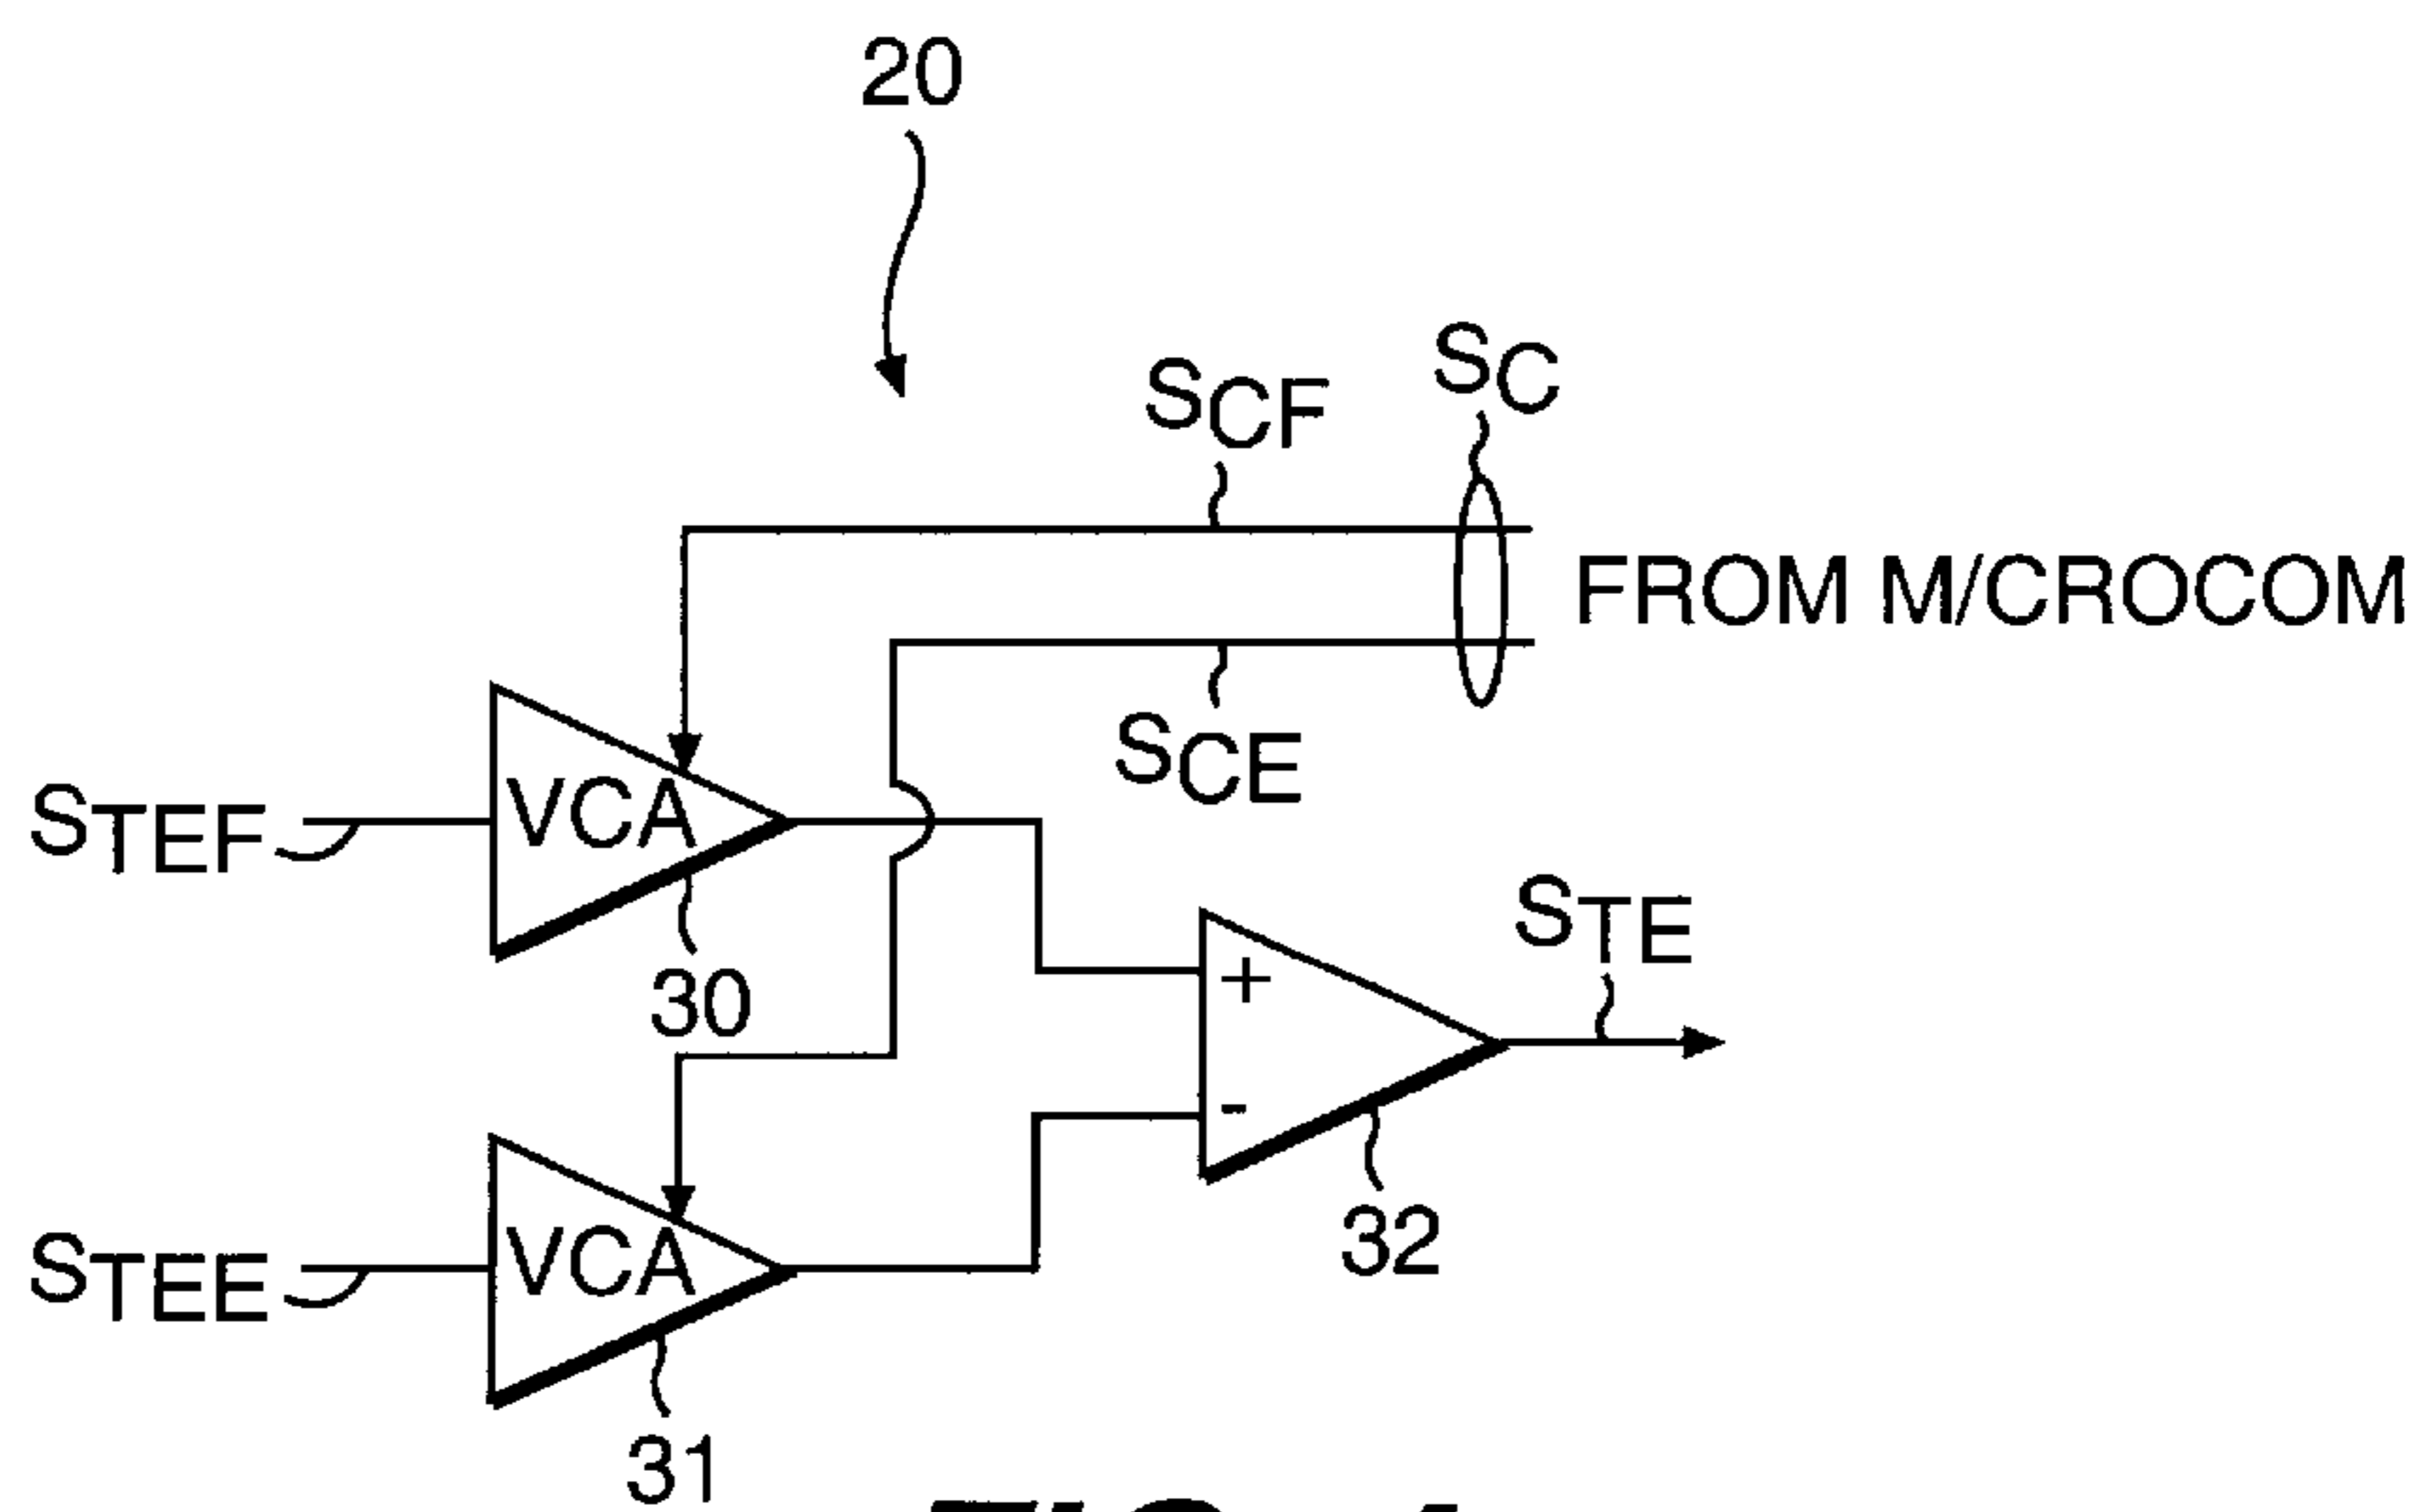 20
SCF
SC
FROM M/CROCOM
SCE
STEF
VCA
30
+
STE
-
32
STEE
VCA
31